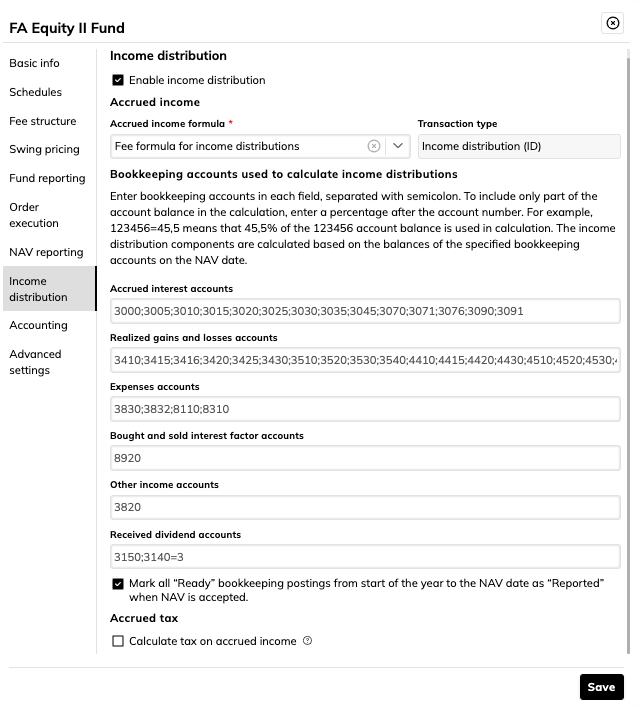 FA Equity II Fund
Basic info
Schedules
Fee structure
Swing pricing
Fund reporting
Order
execution
NAV reporting
Income
distribution
Accounting
Advanced
settings
Income distribution
Enable income distribution
Accrued income
Accrued income formula *
Fee formula for income distributions
Transaction type
Income distribution (ID)
Bookkeeping accounts used to calculate income distributions
Enter bookkeeping accounts in each field, separated with semicolon. To include only part of the
account balance in the calculation, enter a percentage after the account number. For example,
123456=45,5 means that 45,5% of the 123456 account balance is used in calculation. The income
distribution components are calculated based on the balances of the specified bookkeeping
accounts on the NAV date.
Accrued interest accounts
3000;3005;3010;3015;3020;3025;3030;3035;3045;3070;3071;3076;3090;3091
Realized gains and losses accounts
3410;3415;3416;3420;3425;3430;3510;3520;3530;3540;4410;4415;4420;4430;4510;4520;4530;
Expenses accounts
3830;3832;8110;8310
Bought and sold interest factor accounts
8920
Other income accounts
3820
Received dividend accounts
3150;3140=3
Mark all “Ready” bookkeeping postings from start of the year to the NAV date as “Reported”
when NAV is accepted.
Accrued tax
Calculate tax on accrued income
Save